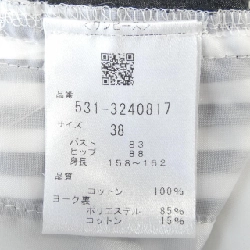 品番
531-3240817
サイズ
38
バスト 83
ヒップ 88
身長 158~162
品質
コットン 100%
ヨーク裏
ポリエステル 85%
コットン 15%